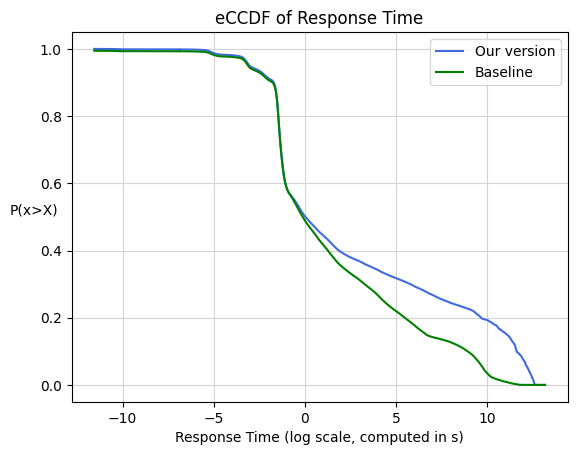 eCCDF of Response Time
Our version
Baseline
1.0
0.8
0.6
P(x>X)
0.4
0.2
0.0
−10
−5
0
5
10
Response Time (log scale, computed in s)